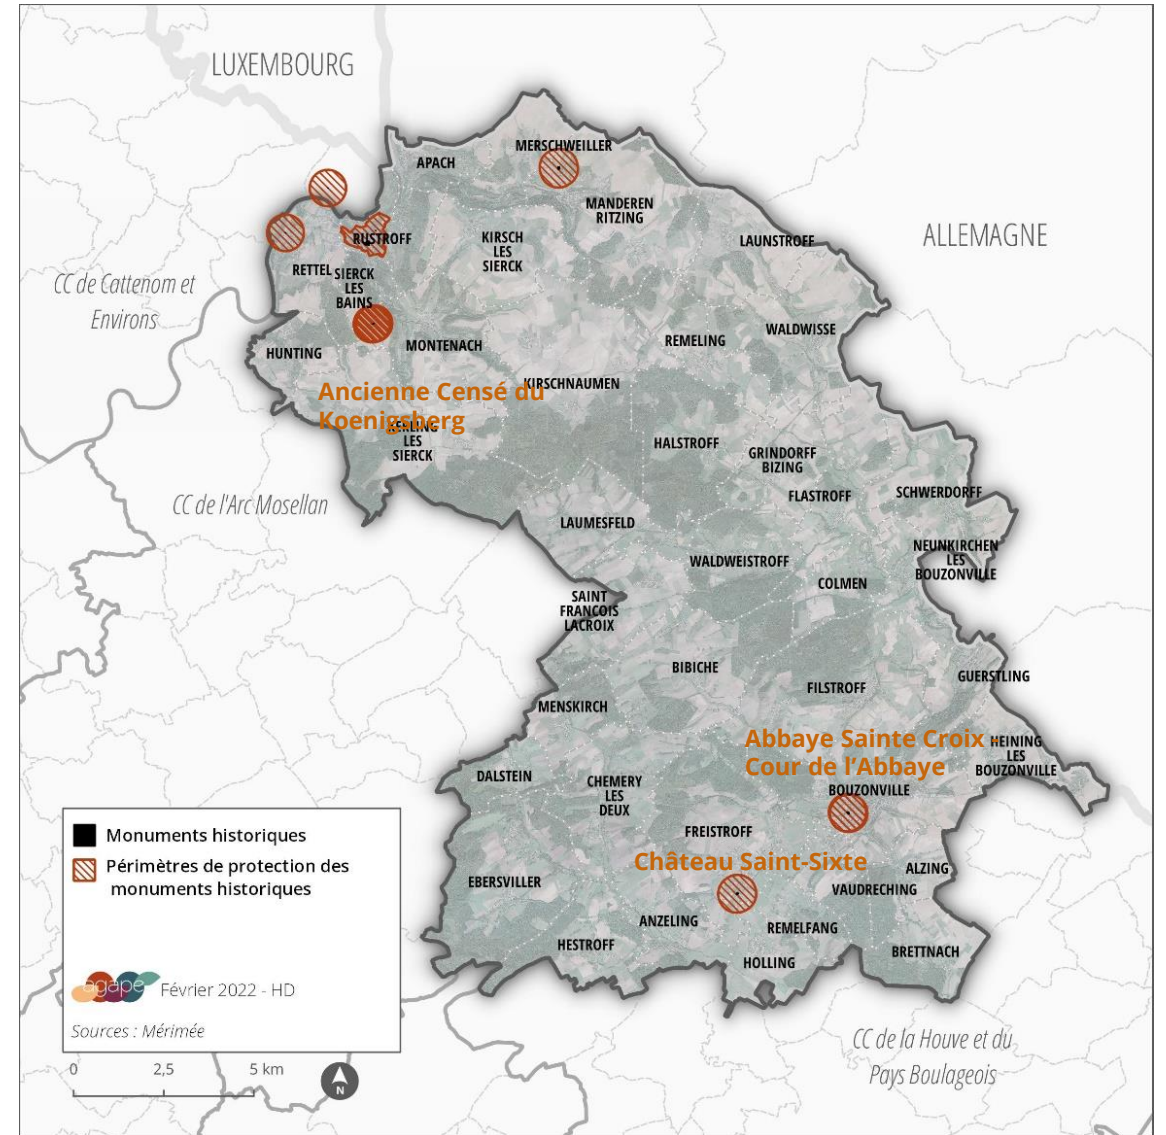 LUXEMBOURG
MERSCHWEILLER
APACH
MANDEREN
RITZING
ALLEMAGNE
LAUNSTROFF
RUSTROFF
KIRSCH
LES
SIERCK
RETTEL
SIERCK
LES
BAINS
CC de Cattenom et
Environs
WALDWISSE
REMELING
MONTENACH
HUNTING
KIRSCHNAUMEN
Ancienne Censé du
Koenigsberg
KERLING
LES
SIERCK
HALSTROFF
GRINDORFF
BIZING
FLASTROFF
SCHWERDORFF
CC de l'Arc Mosellan
LAUMESFELD
NEUNKIRCHEN
LES
BOUZONVILLE
WALDWEISTROFF
COLMEN
SAINT
FRANCOIS
LACROIX
BIBICHE
GUERSTLING
FILSTROFF
MENSKIRCH
Abbaye Sainte Croix -
Cour de l'Abbaye
HEINING
LES
BOUZONVILLE
DALSTEIN
CHEMERY
LES
DEUX
BOUZONVILLE
FREISTROFF
Château Saint-Sixte
ALZING
VAUDRECHING
EBERSVILLER
ANZELING
REMELFANG
HESTROFF
BRETTNACH
HOLLING
Monuments historiques
Périmètres de protection des
monuments historiques
agape Février 2022 - HD
Sources : Mérimée
0 2,5 5 km
N
CC de la Houve et du
Pays Boulageois